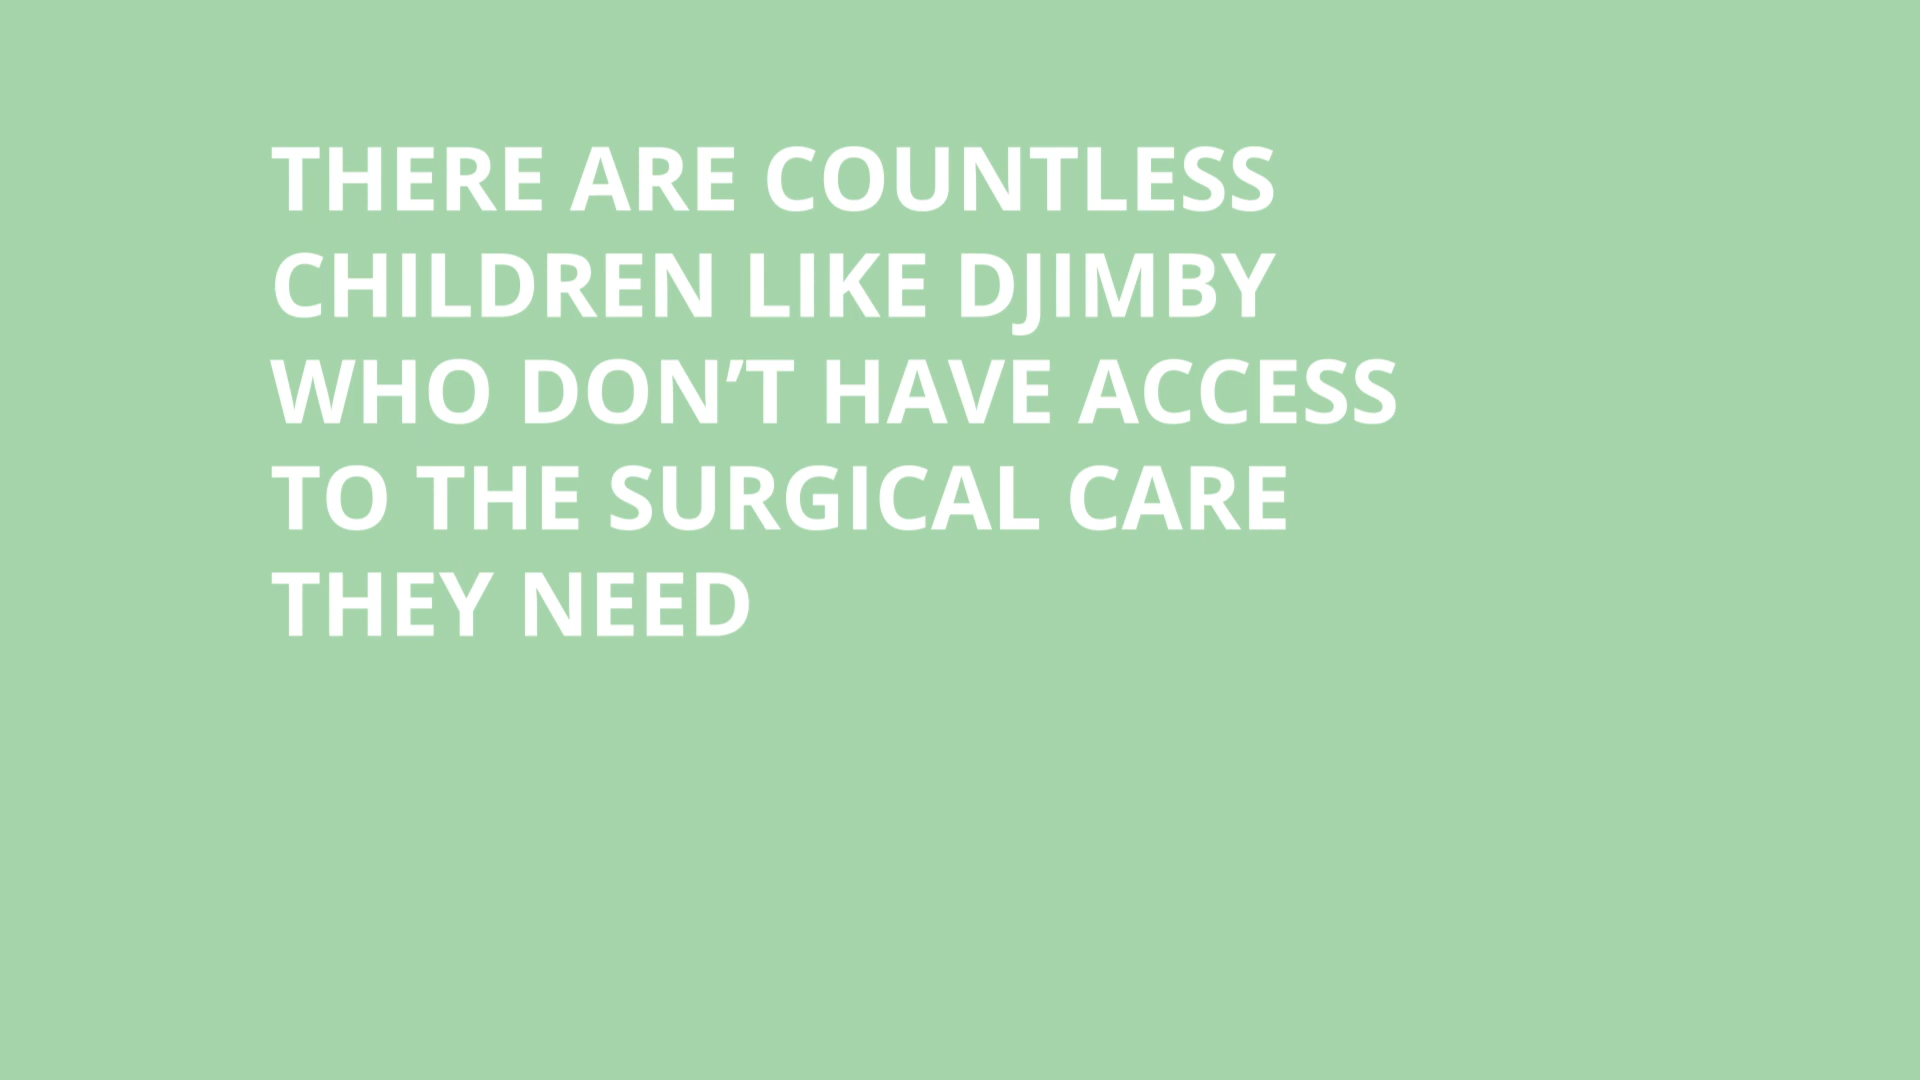 THERE ARE COUNTLESS
CHILDREN LIKE DJIMBY
WHO DON’T HAVE ACCESS
TO THE SURGICAL CARE
THEY NEED